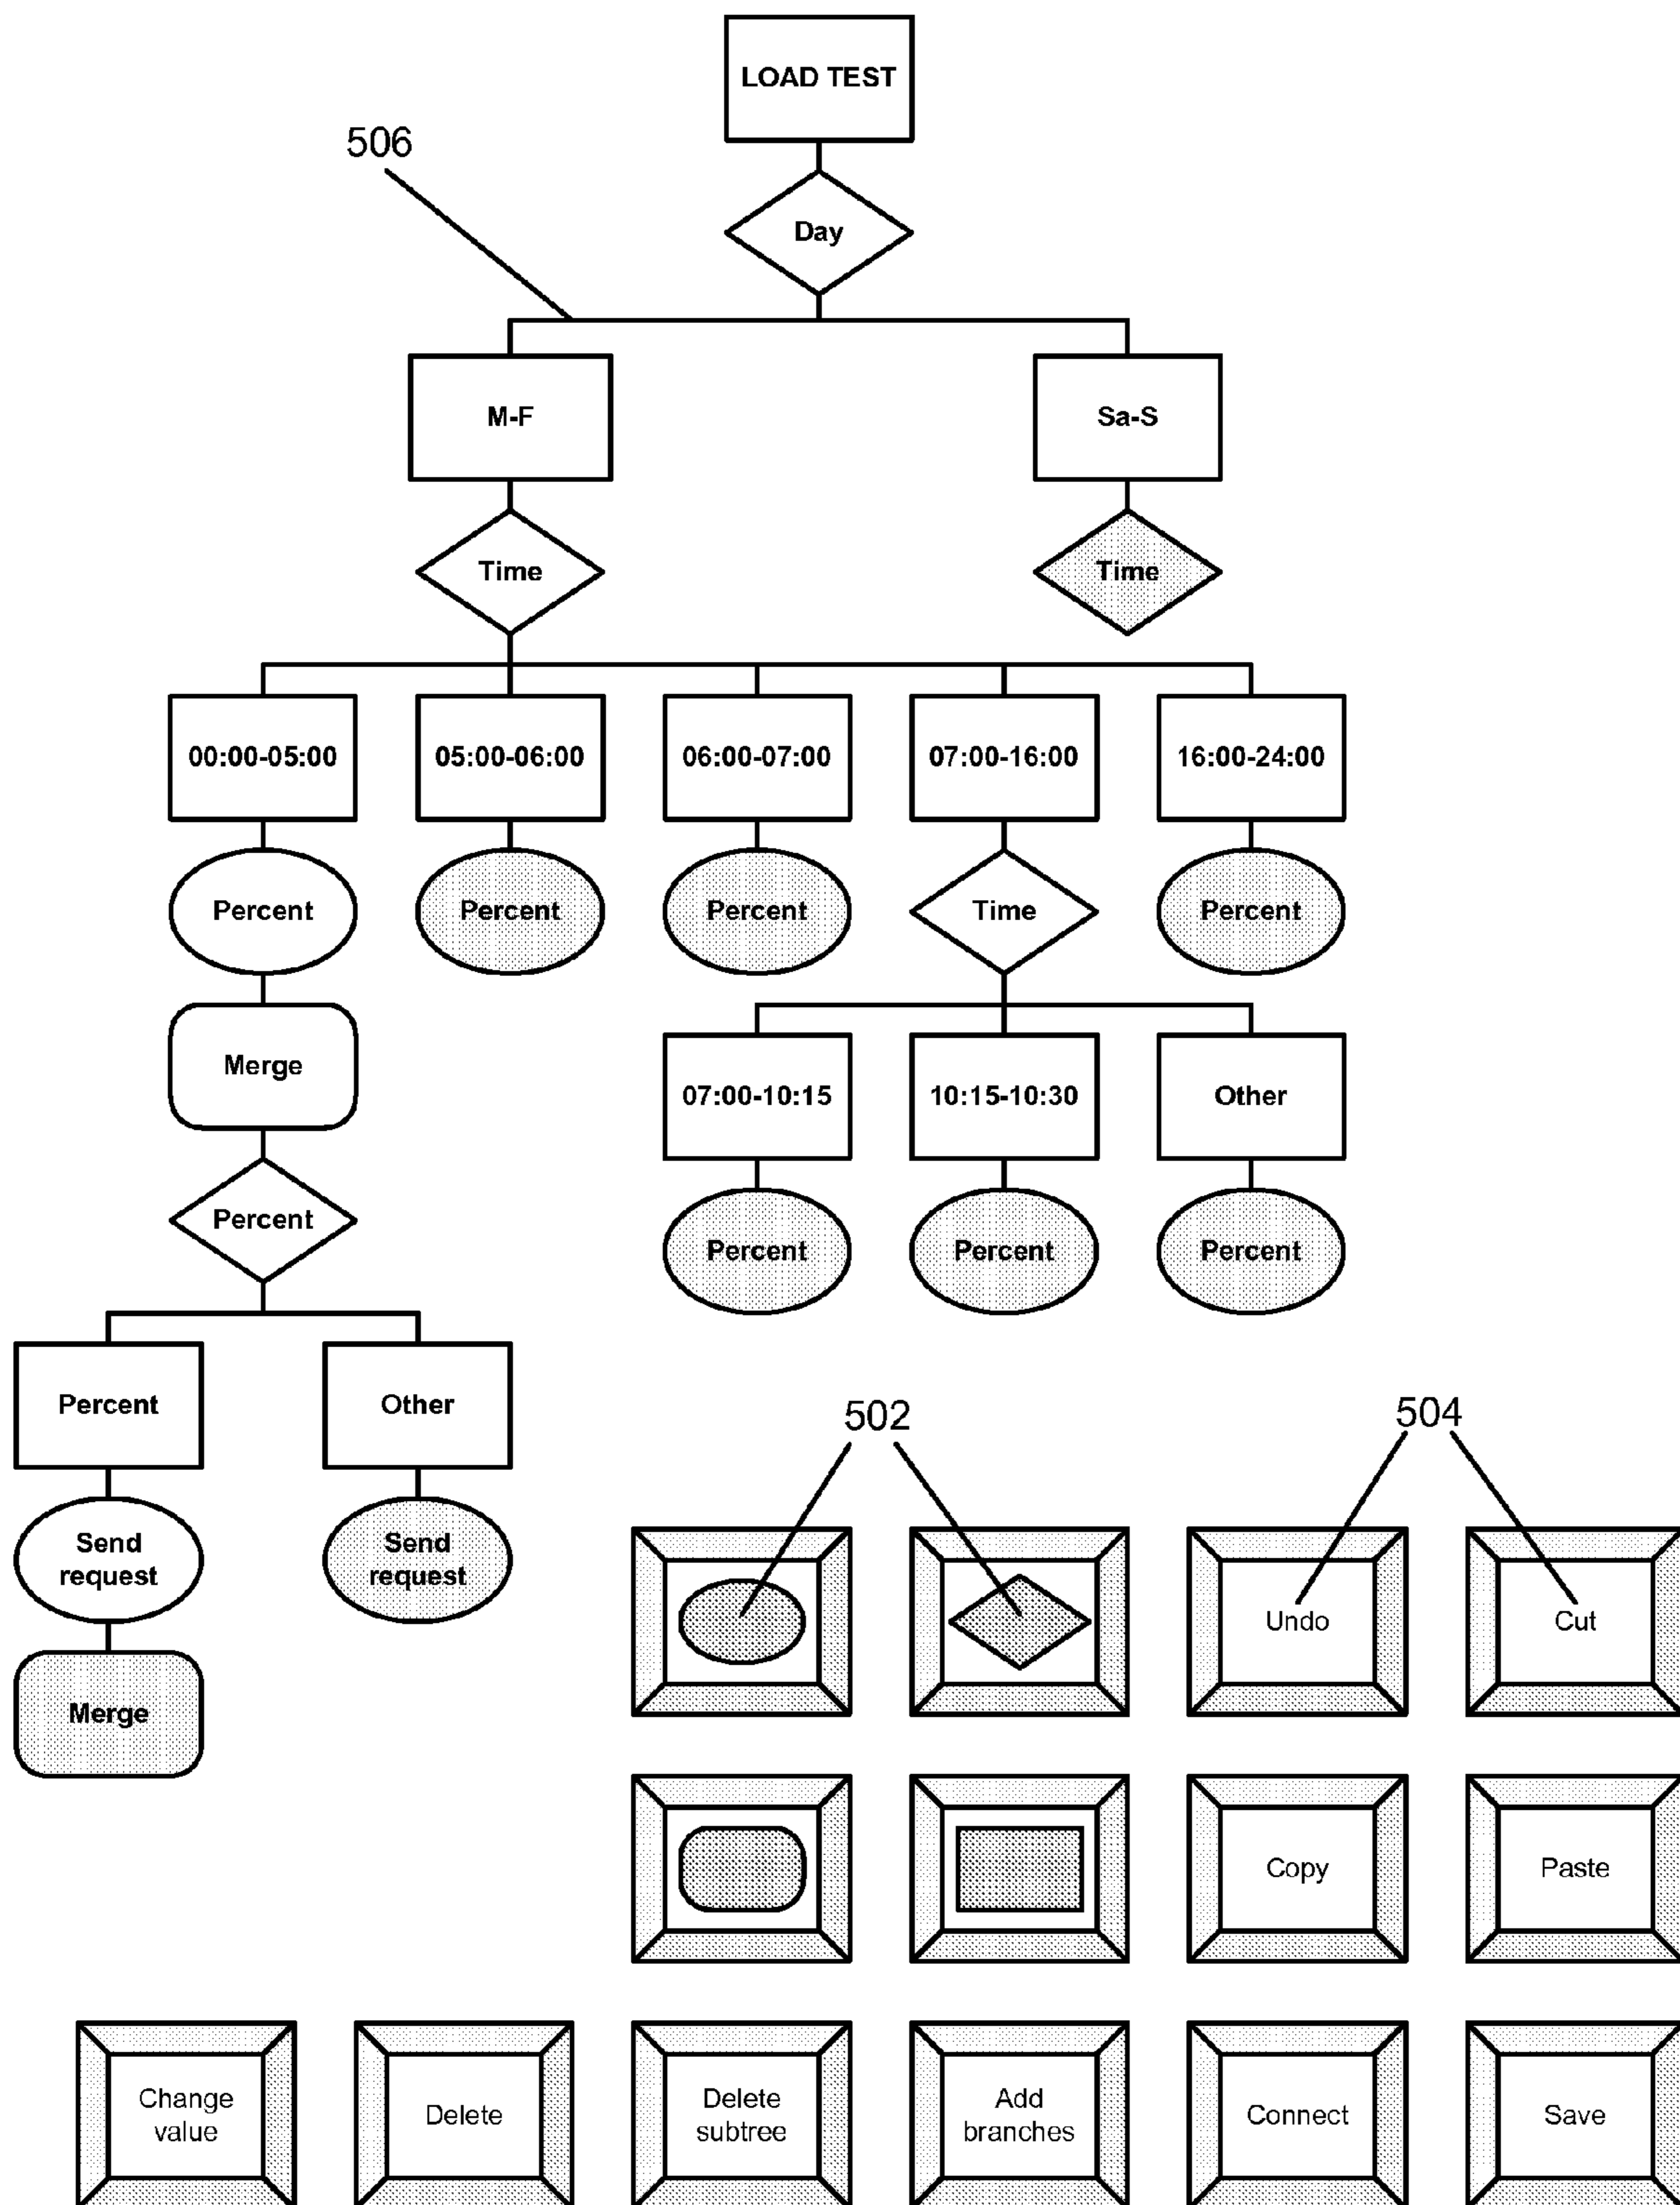 LOAD TEST
506
Day
M-F
Sa-S
Time
Time
00:00-05:00
05:00-06:00
06:00-07:00
07:00-16:00
16:00-24:00
Percent
Percent
Percent
Time
Percent
Merge
07:00-10:15
10:15-10:30
Other
Percent
Percent
Percent
Percent
Percent
Other
502
504
Send
request
Send
request
Undo
Cut
Merge
Copy
Paste
Change
value
Delete
Delete
subtree
Add
branches
Connect
Save